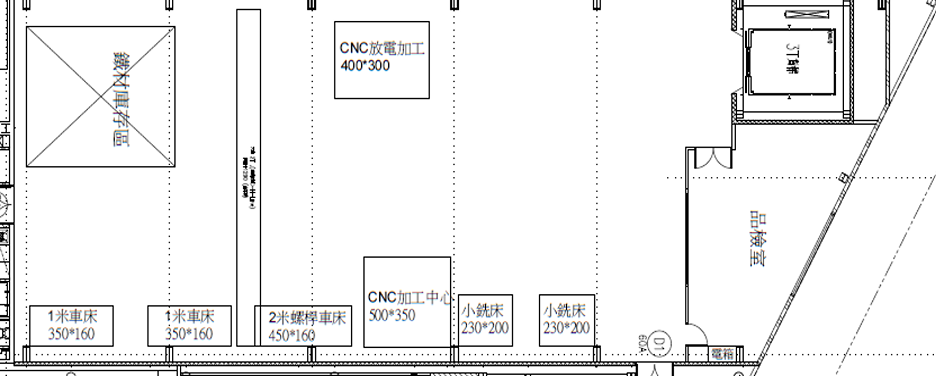 CNC放電加工
400*300
鐵材庫存區
3T貨梯
品檢室
1米車床
350*160
1米車床
350*160
2米螺桿車床
450*160
CNC加工中心
500*350
小銑床
230*200
小銑床
230*200
D1
60A
電箱